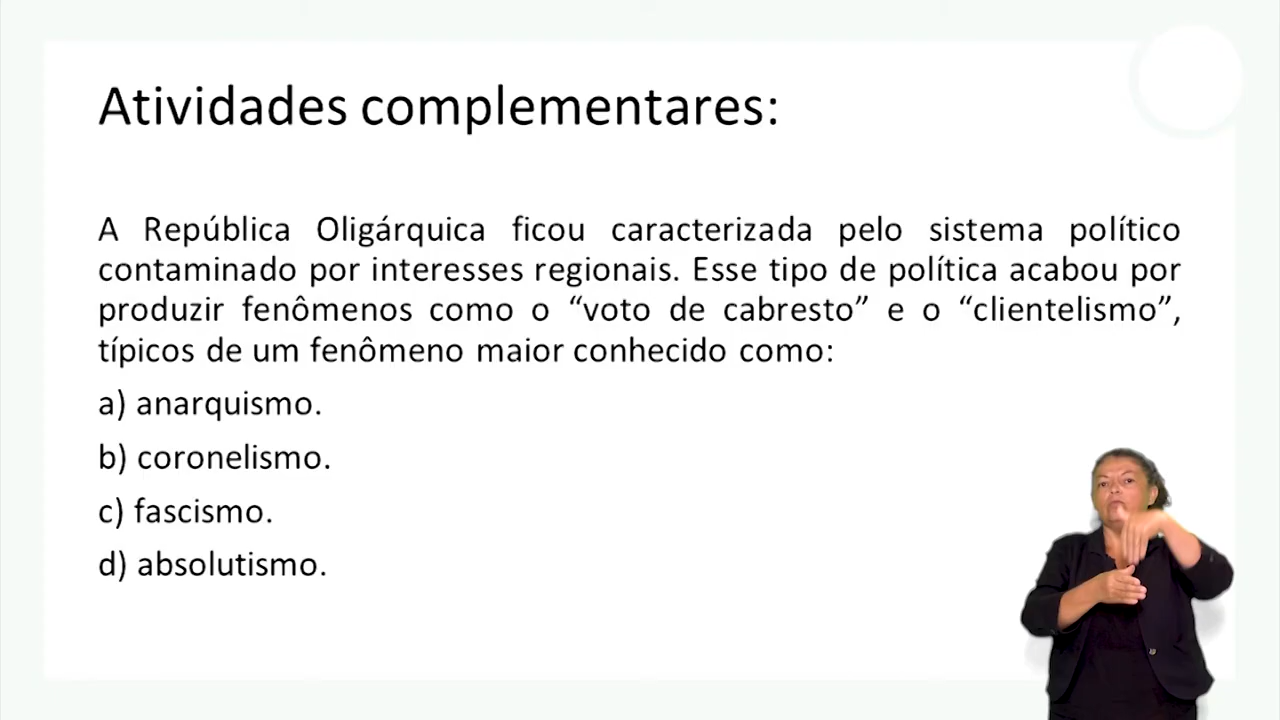 Atividades complementares:
A República Oligárquica ficou caracterizada pelo sistema político
contaminado por interesses regionais. Esse tipo de política acabou por
produzir fenômenos como o “voto de cabresto” e o “clientelismo”,
típicos de um fenômeno maior conhecido como:
a) anarquismo.
b) coronelismo.
c) fascismo.
d) absolutismo.